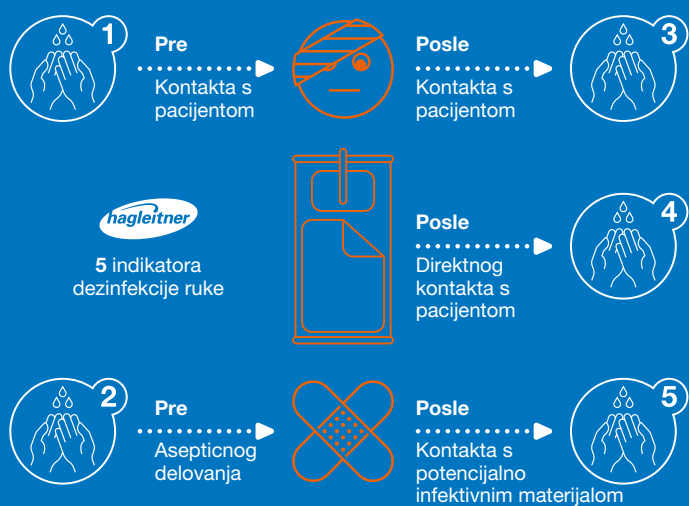 1
Pre
Kontakta s
pacijentom
Posle
Kontakta s
pacijentom
3
hagleitner
5 indikatora
dezinfekcije ruke
Posle
Direktnog
kontakta s
pacijentom
4
2
Pre
Asepticnog
delovanja
Posle
Kontakta s
potencijalno
infektivnim materijalom
5